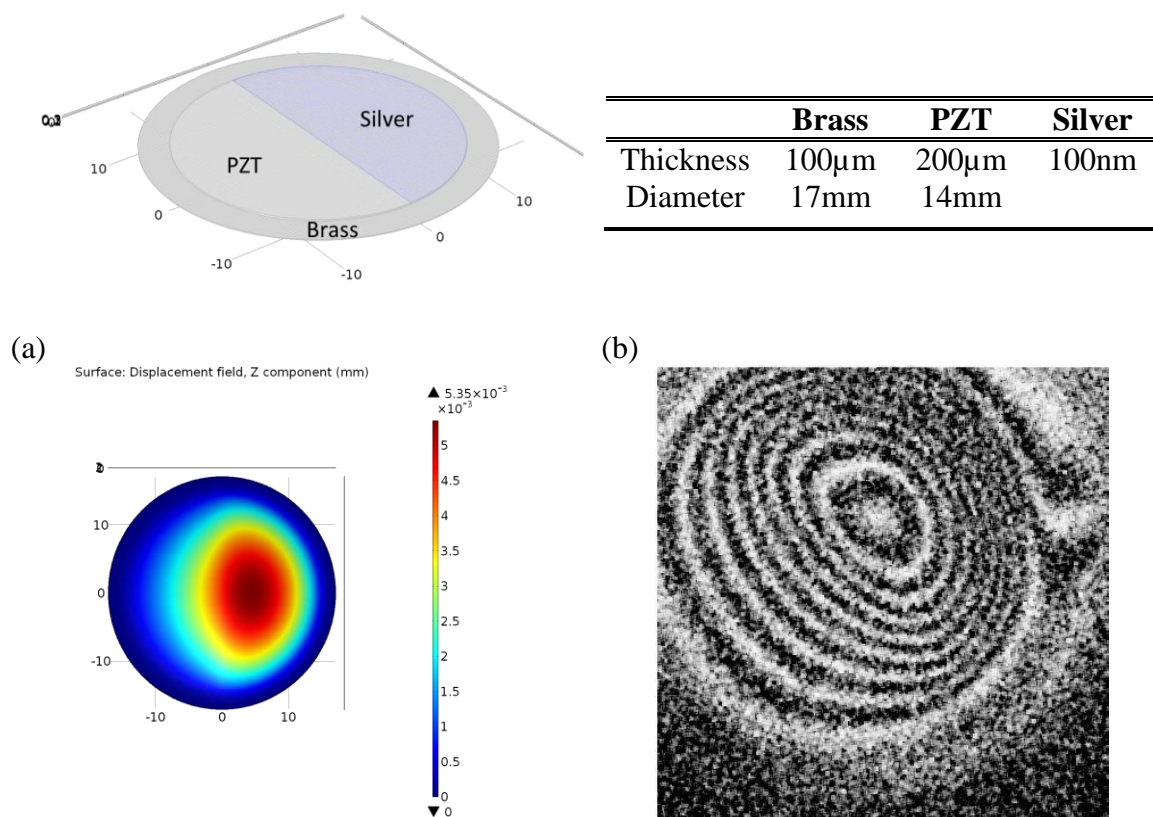 Silver
PZT
Brass
10
0
-10
-10
0
10
Brass PZT Silver
Thickness 100µm 200µm 100nm
Diameter 17mm 14mm
(a)
(b)
Surface: Displacement field, Z component (mm)
▲ 5.35×10⁻³
×10⁻³
5
4.5
4
3.5
3
2.5
2
1.5
1
0.5
0
▼ 0
10
0
-10
-10
0
10